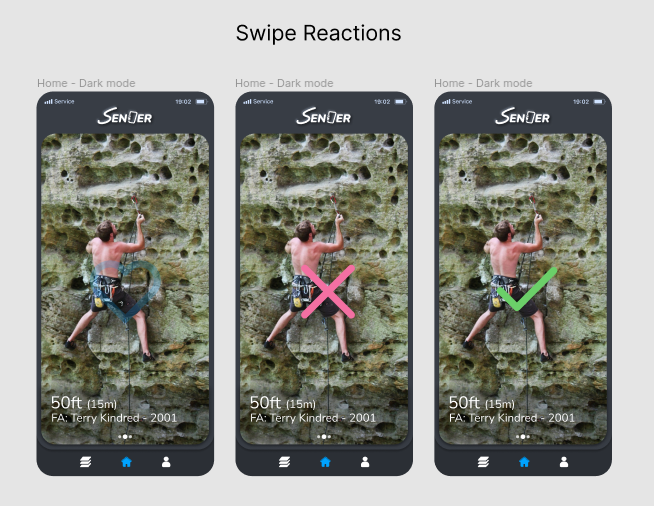 Swipe Reactions
Home - Dark mode
Service 19:02
SENDER
50ft (15m)
FA: Terry Kindred - 2001
Home - Dark mode
Service 19:02
SENDER
50ft (15m)
FA: Terry Kindred - 2001
Home - Dark mode
Service 19:02
SENDER
50ft (15m)
FA: Terry Kindred - 2001